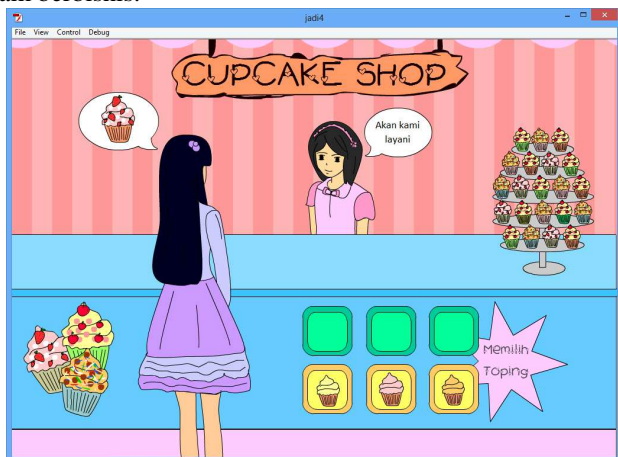 jadi4
File View Control Debug
CUPCAKE SHOP
Akan kami
layani
Memilih
Toping